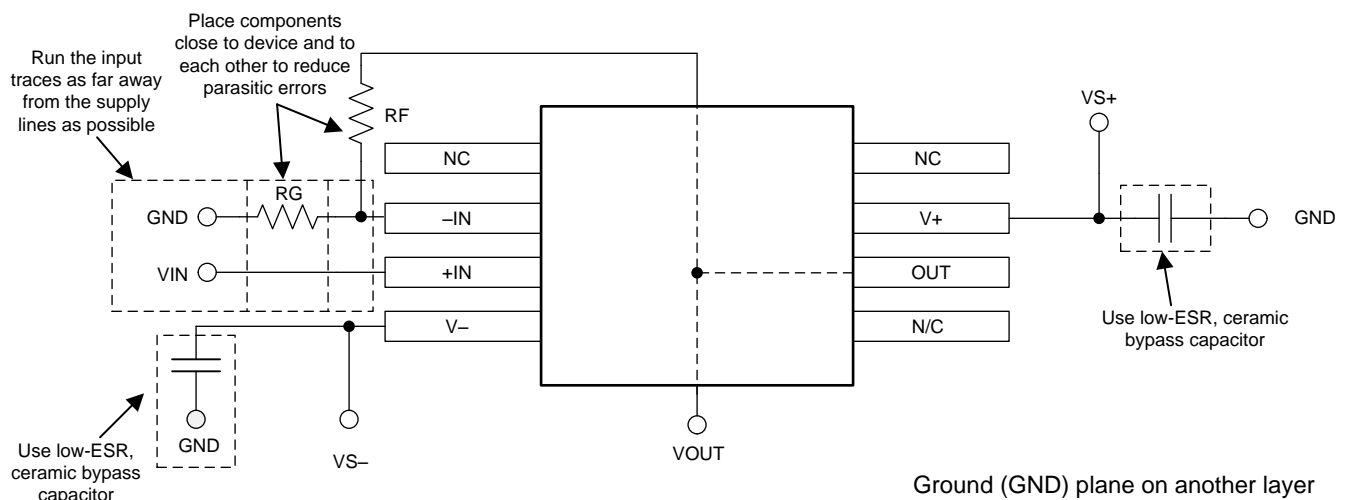 Place components
close to device and to
each other to reduce
parasitic errors
Run the input
traces as far away
from the supply
lines as possible
RF
VS+
NC
NC
RG
GND
–IN
V+
GND
VIN
+IN
OUT
V–
N/C
Use low-ESR, ceramic
bypass capacitor
GND
Use low-ESR,
ceramic bypass
capacitor
VS–
VOUT
Ground (GND) plane on another layer